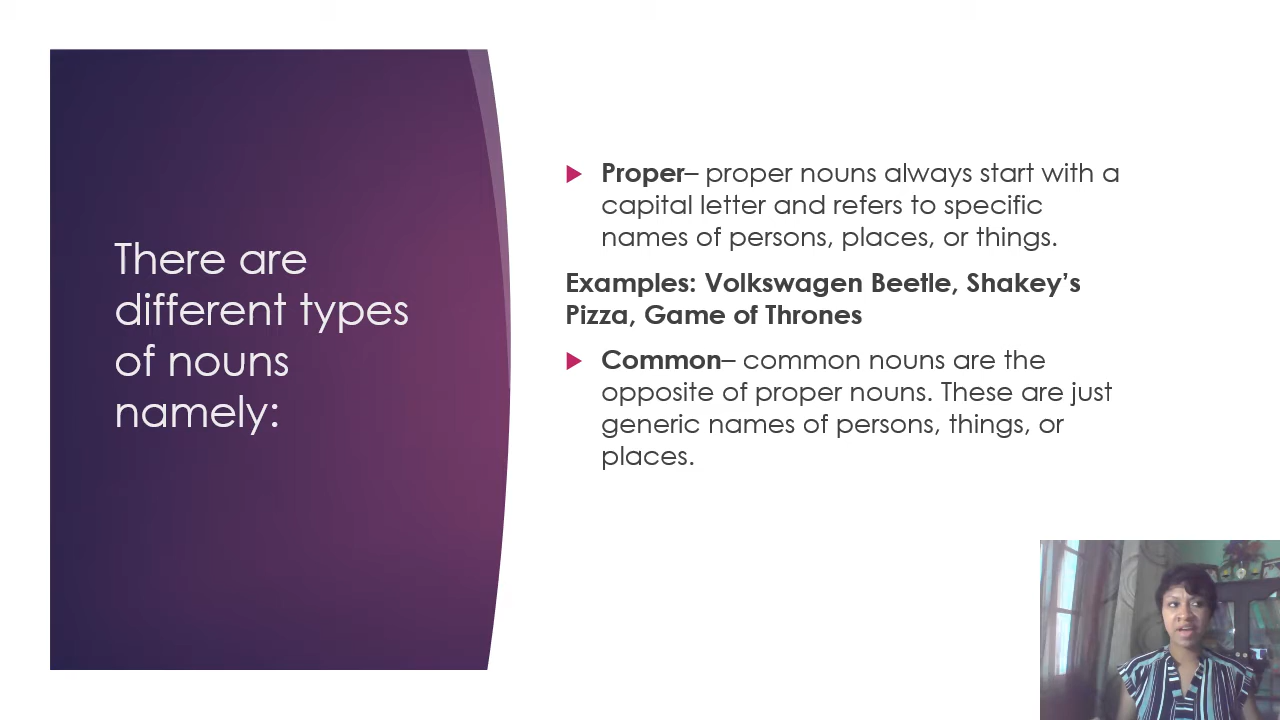 There are
different types
of nouns
namely:
Proper– proper nouns always start with a
capital letter and refers to specific
names of persons, places, or things.
Examples: Volkswagen Beetle, Shakey’s
Pizza, Game of Thrones
Common– common nouns are the
opposite of proper nouns. These are just
generic names of persons, things, or
places.